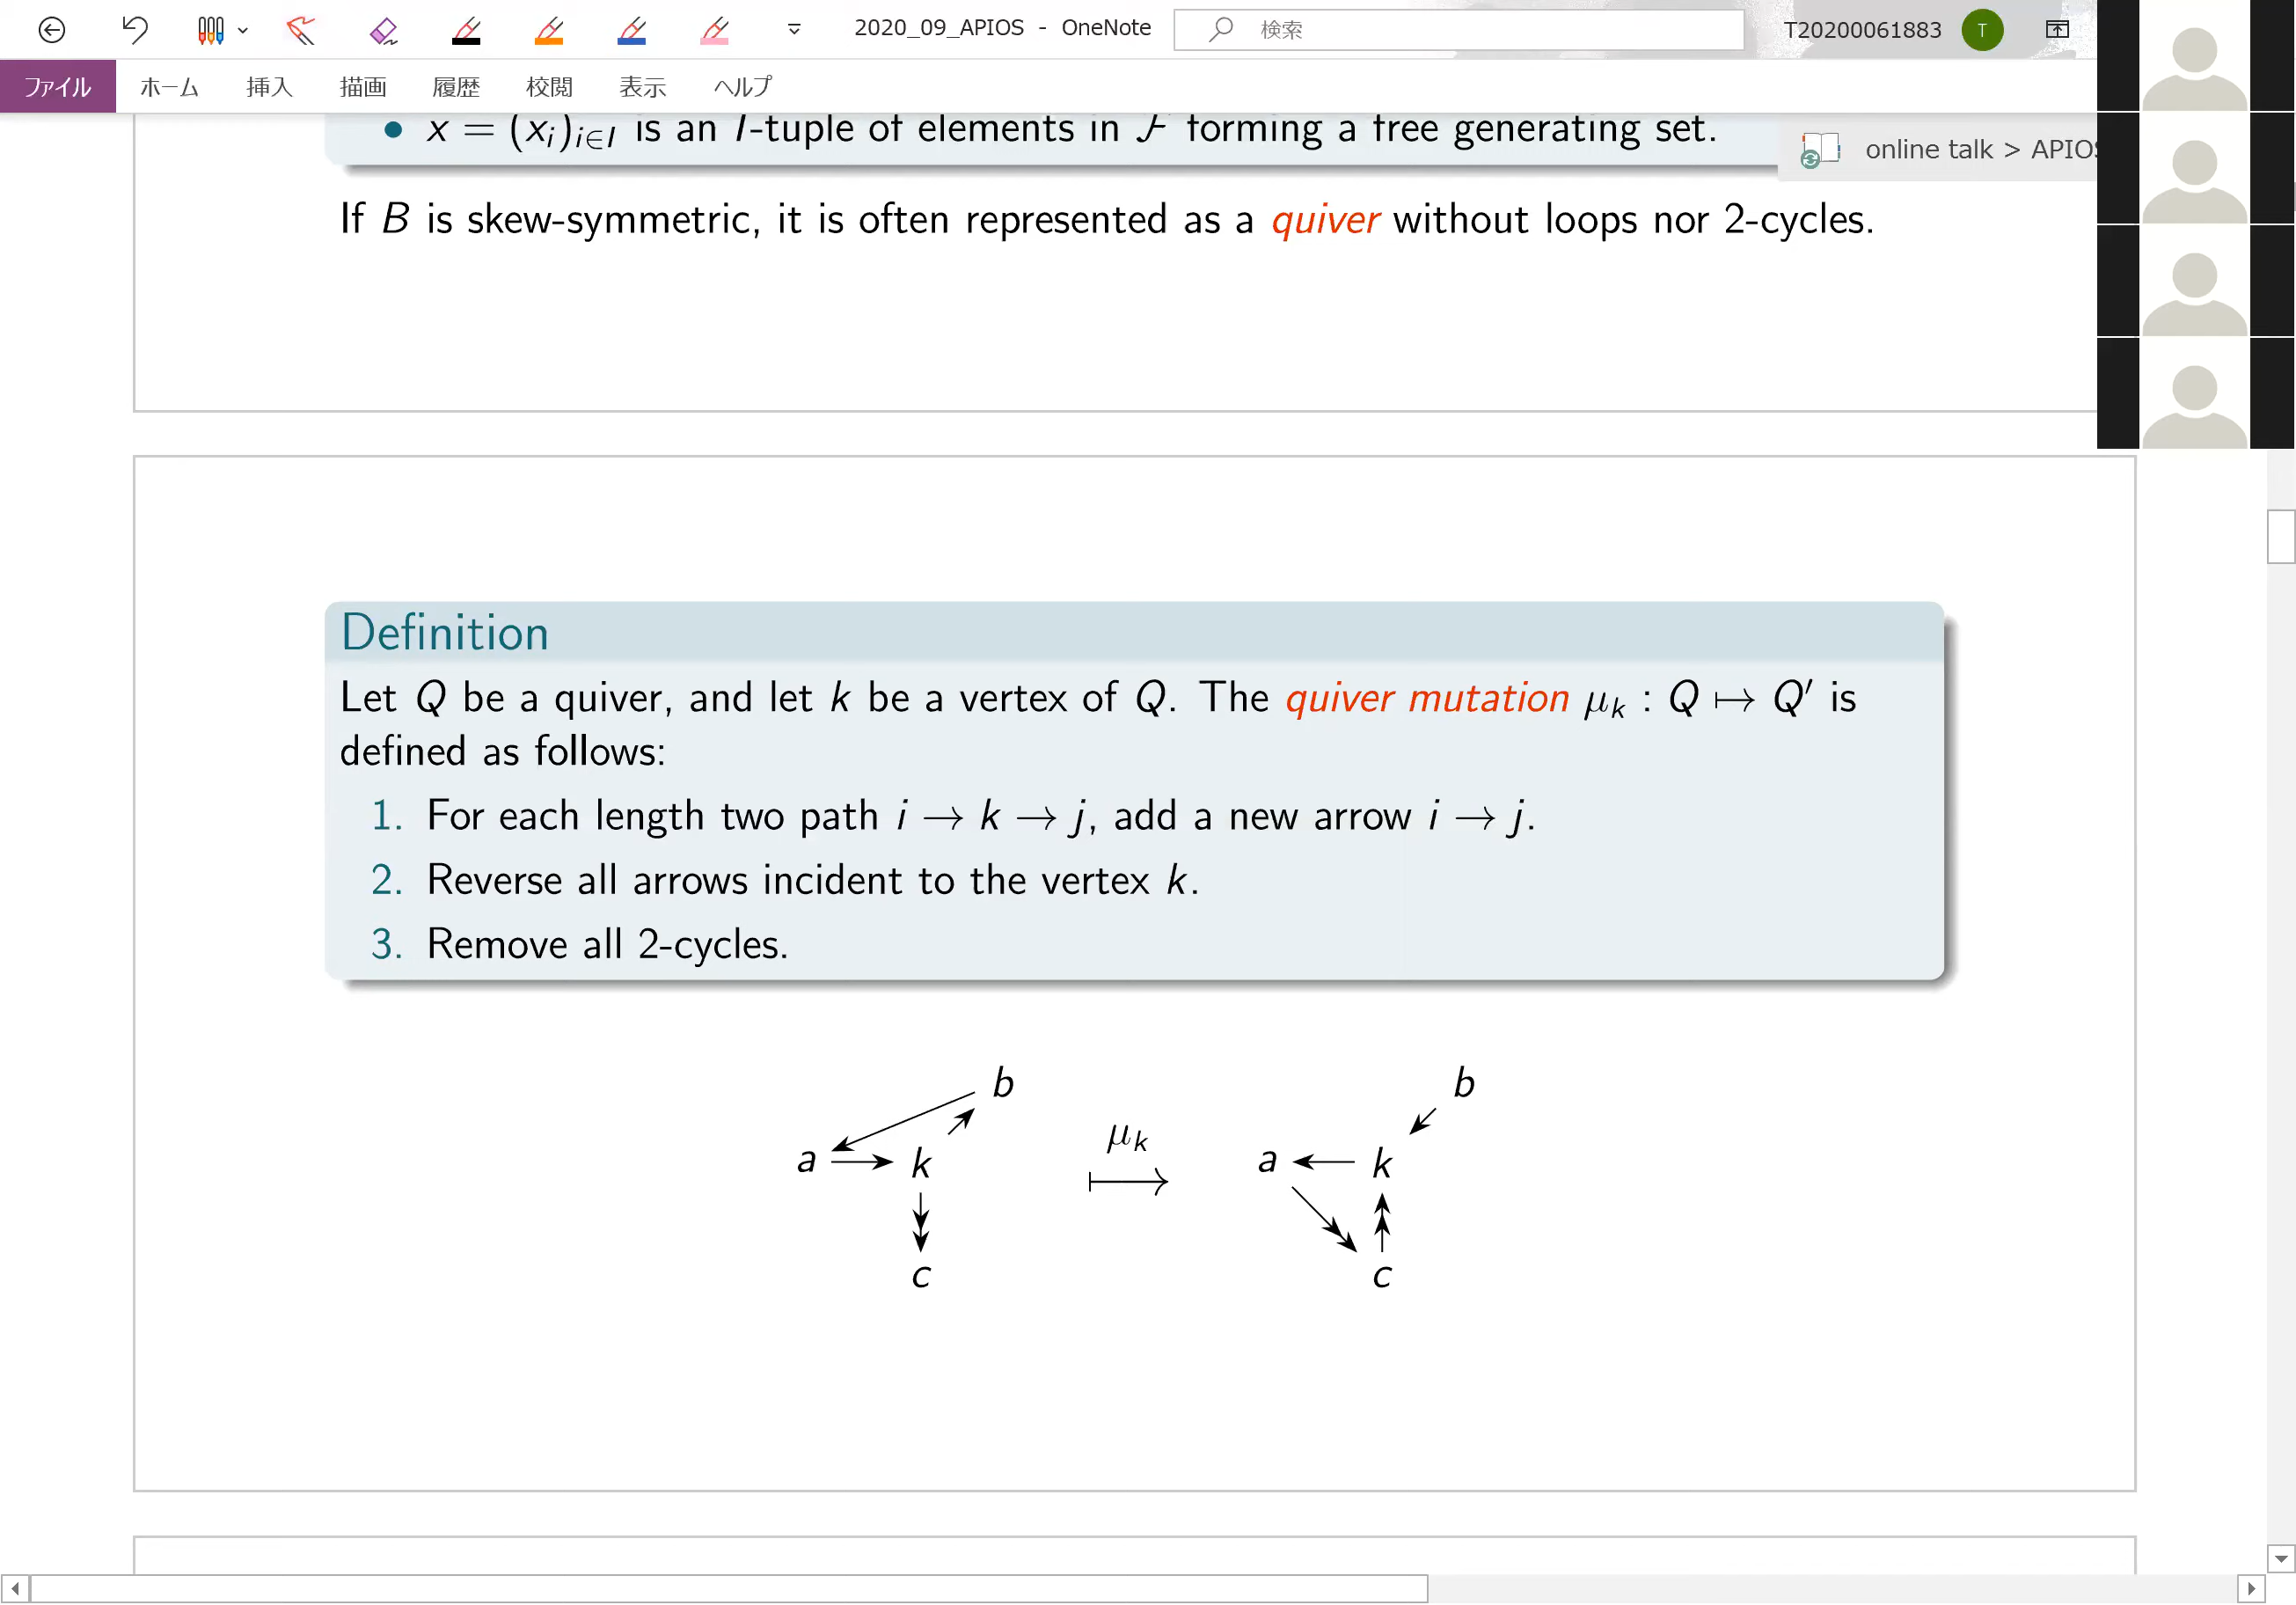 2020_09_APIOS - OneNote
検索
T20200061883
T
ファイル ホーム 挿入 描画 履歴 校閲 表示 ヘルプ
• x = (x_i)_{i∈I} is an I-tuple of elements in 𝓕 forming a free generating set.
online talk > APIOS
If B is skew-symmetric, it is often represented as a quiver without loops nor 2-cycles.
Definition
Let Q be a quiver, and let k be a vertex of Q. The quiver mutation μ_k : Q ↦ Q′ is
defined as follows:
1. For each length two path i → k → j, add a new arrow i → j.
2. Reverse all arrows incident to the vertex k.
3. Remove all 2-cycles.
b
a k
c
μ_k
b
a k
c